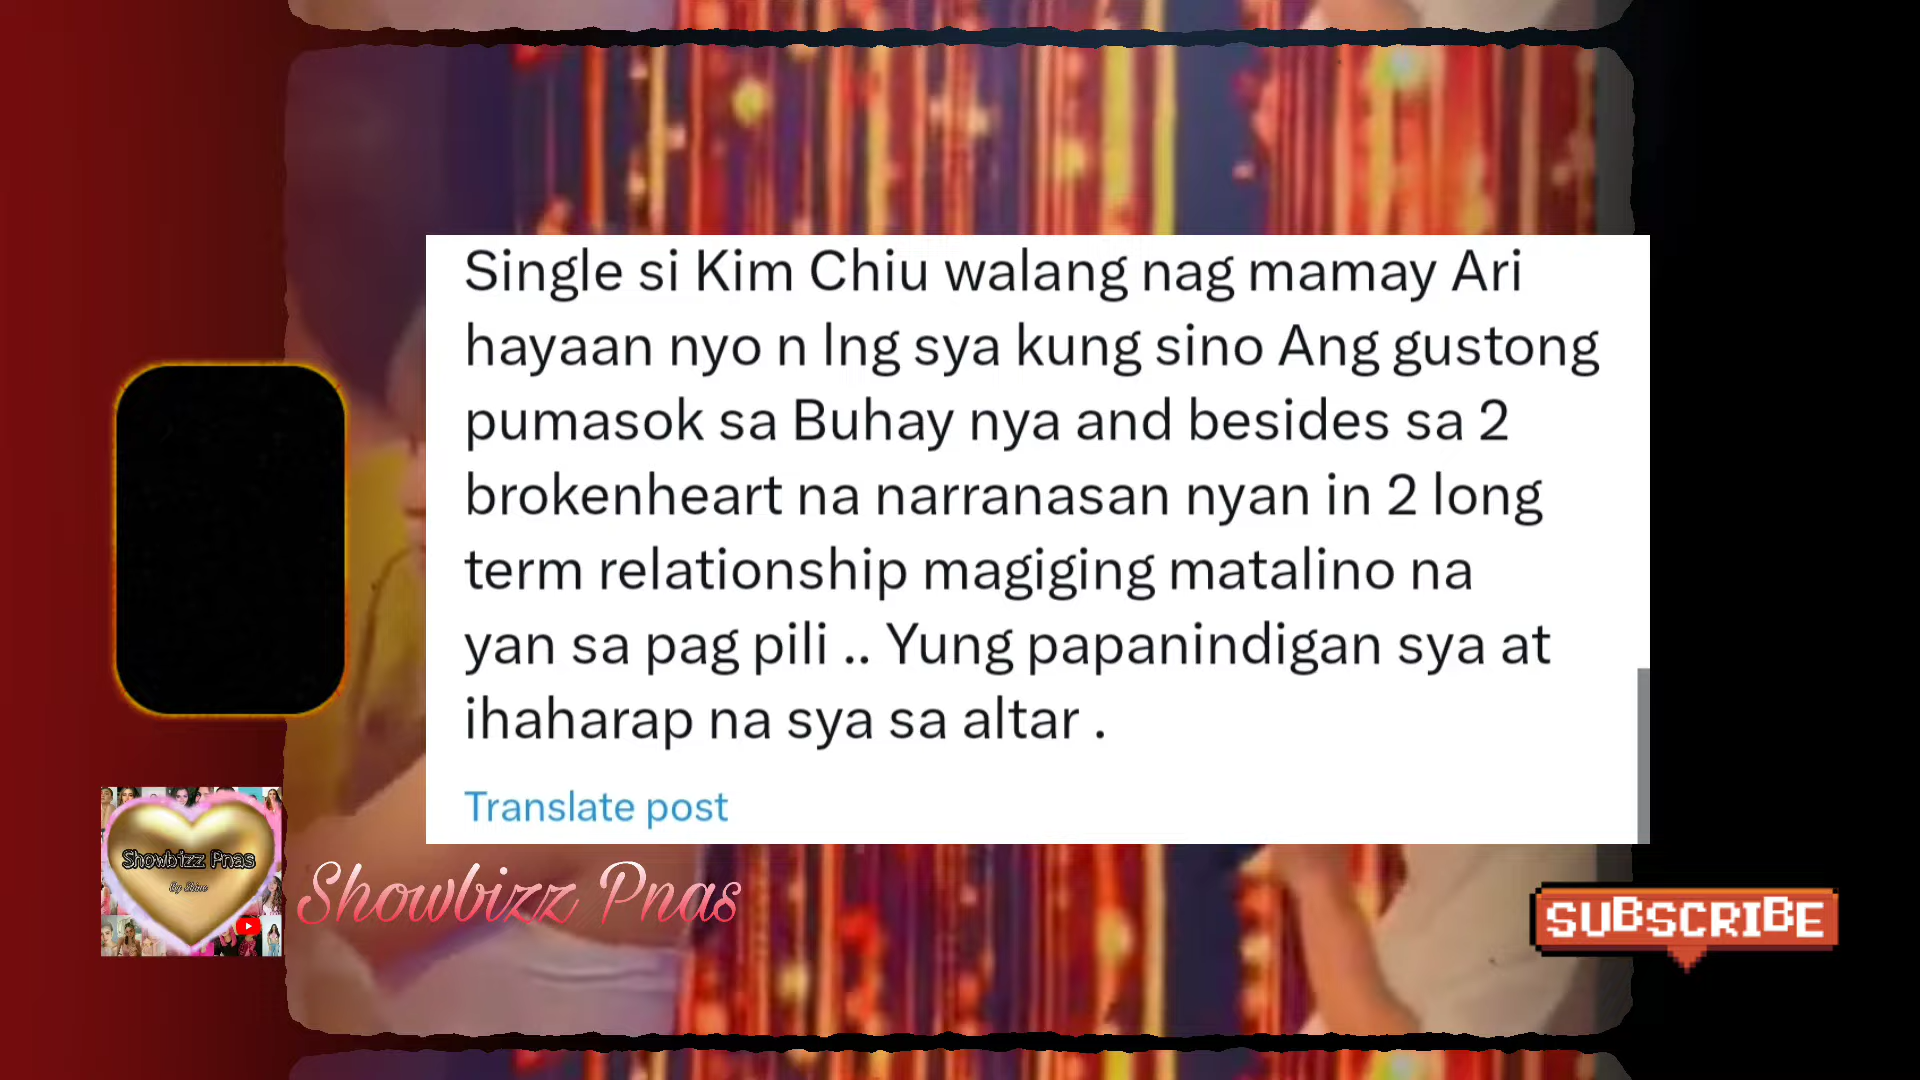 Single si Kim Chiu walang nag mamay Ari
hayaan nyo n lng sya kung sino Ang gustong
pumasok sa Buhay nya and besides sa 2
brokenheart na narranasan nyan in 2 long
term relationship magiging matalino na
yan sa pag pili .. Yung papanindigan sya at
ihaharap na sya sa altar .
Translate post
Showbizz Pnas
By Shine
Showbizz Pnas
SUBSCRIBE